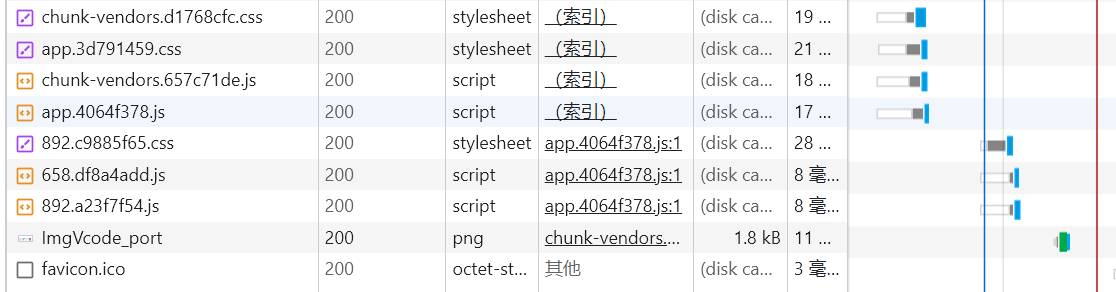 chunk-vendors.d1768cfc.css 200 stylesheet （索引） (disk ca... 19 ...
app.3d791459.css 200 stylesheet （索引） (disk ca... 21 ...
chunk-vendors.657c71de.js 200 script （索引） (disk ca... 18 ...
app.4064f378.js 200 script （索引） (disk ca... 17 ...
892.c9885f65.css 200 stylesheet app.4064f378.js:1 (disk ca... 28 ...
658.df8a4add.js 200 script app.4064f378.js:1 (disk ca... 8 毫...
892.a23f7f54.js 200 script app.4064f378.js:1 (disk ca... 8 毫...
ImgVcode_port 200 png chunk-vendors.... 1.8 kB 11 ...
favicon.ico 200 octet-st... 其他 (disk ca... 3 毫...